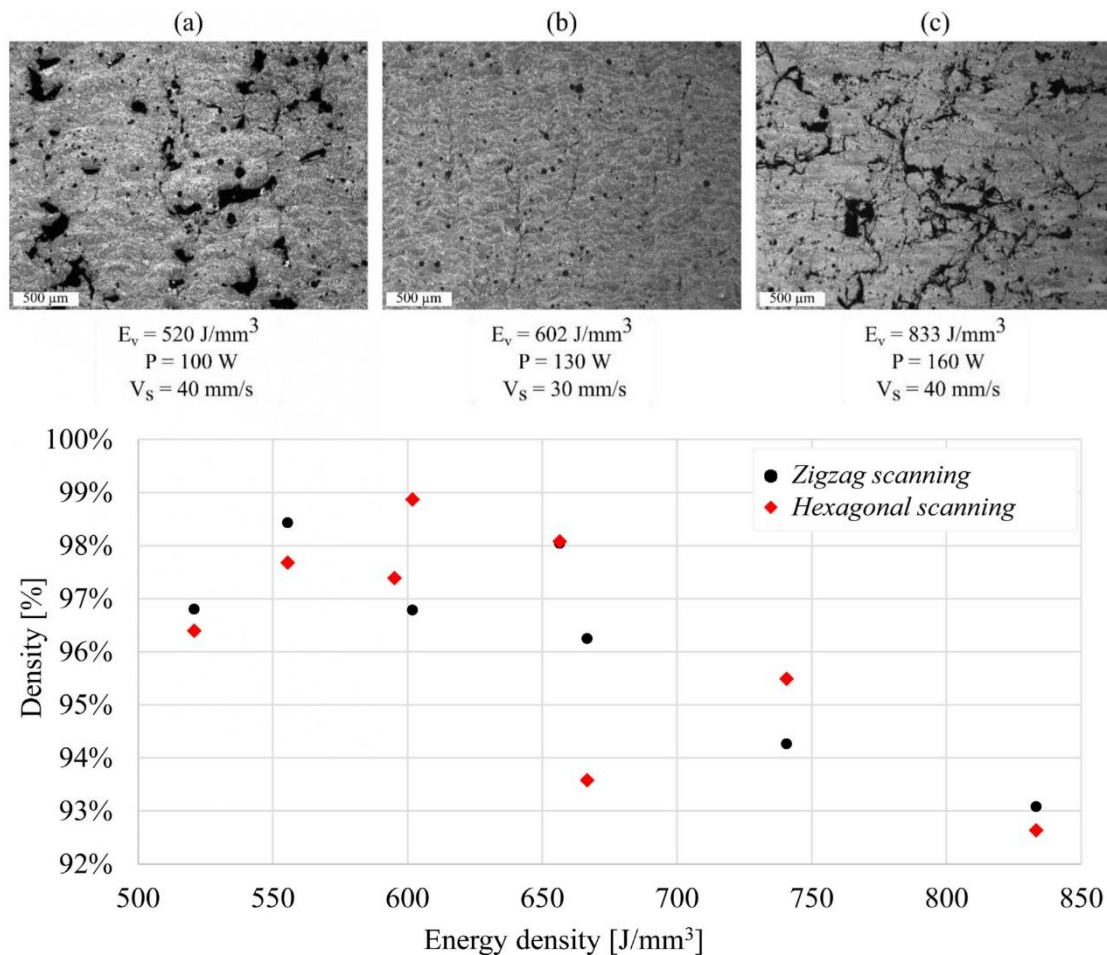 (a) (b) (c)
500 µm 500 µm 500 µm
E_v = 520 J/mm³
P = 100 W
V_S = 40 mm/s
E_v = 602 J/mm³
P = 130 W
V_S = 30 mm/s
E_v = 833 J/mm³
P = 160 W
V_S = 40 mm/s
100%
99%
98%
97%
96%
95%
94%
93%
92%
Density [%]
Zigzag scanning
Hexagonal scanning
500 550 600 650 700 750 800 850
Energy density [J/mm³]